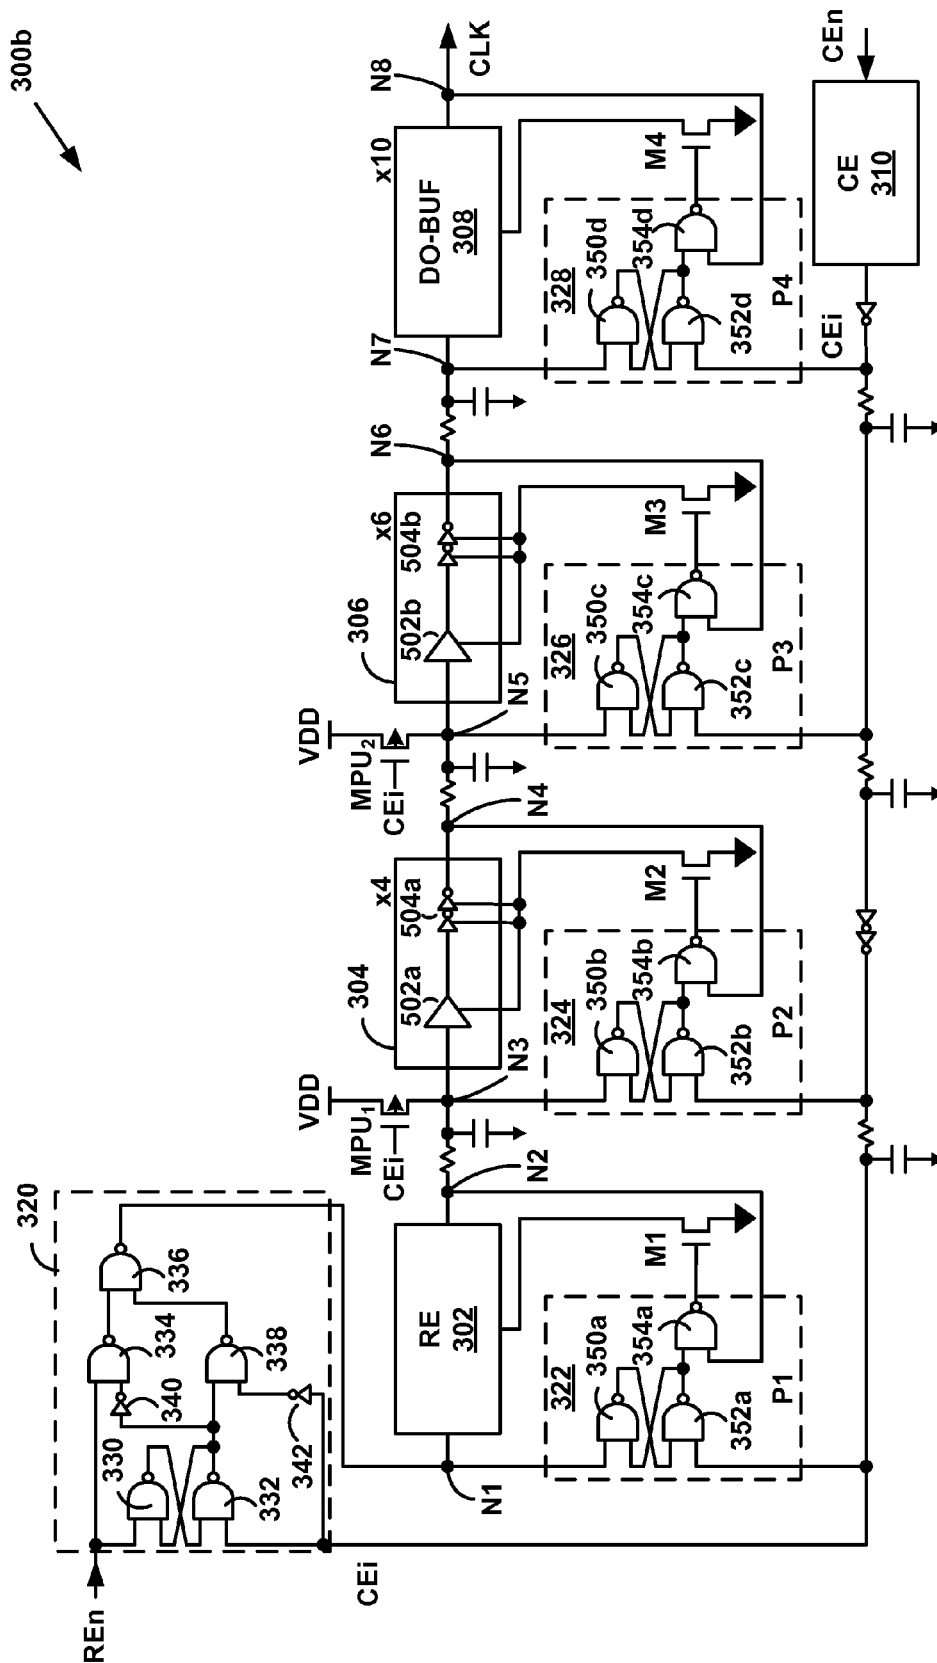 300b
320
REn
CEi
330
332
340
342
334
338
336
N1
RE
302
N2
VDD
MPU1
CEi
N3
304
x4
502a
504a
N4
VDD
MPU2
CEi
N5
306
x6
502b
504b
N6
N7
x10
DO-BUF
308
N8
CLK
322
350a
354a
352a
P1
M1
324
350b
354b
352b
P2
M2
326
350c
354c
352c
P3
M3
328
350d
354d
352d
P4
M4
CEi
CE
310
CEn